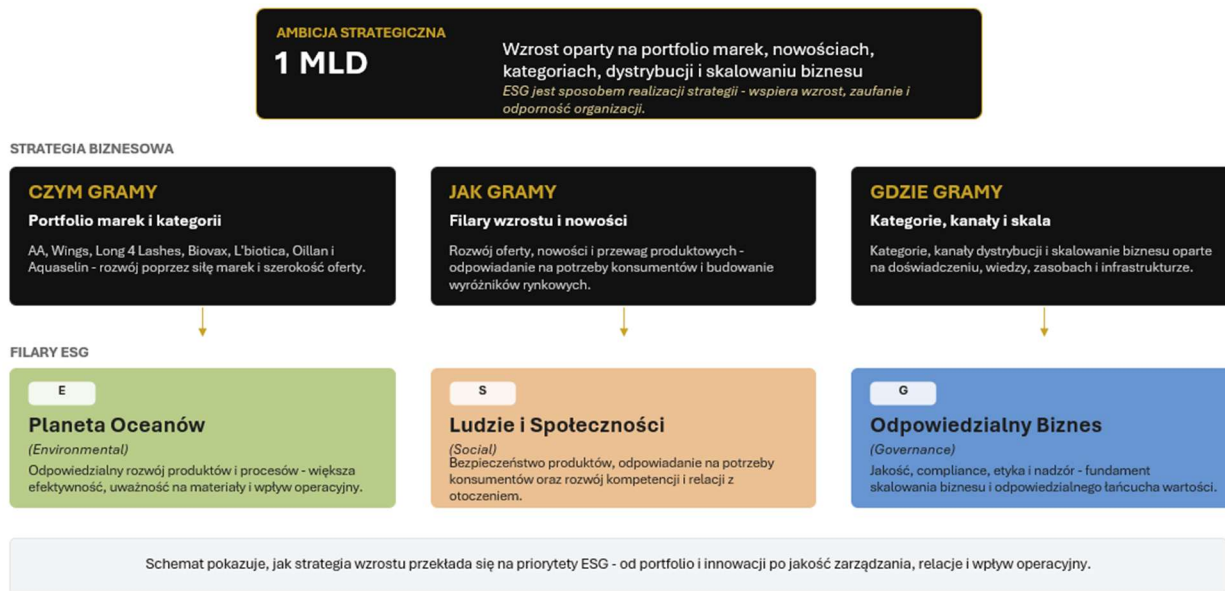 AMBICJA STRATEGICZNA
1 MLD
Wzrost oparty na portfolio marek, nowościach,
kategoriach, dystrybucji i skalowaniu biznesu
ESG jest sposobem realizacji strategii - wspiera wzrost, zaufanie i
odporność organizacji.
STRATEGIA BIZNESOWA
CZYM GRAMY
Portfolio marek i kategorii
AA, Wings, Long 4 Lashes, Biovax, L'biotica, Oillan i
Aquaselin - rozwój poprzez siłę marek i szerokość oferty.
JAK GRAMY
Filary wzrostu i nowości
Rozwój oferty, nowości i przewag produktowych -
odpowiadanie na potrzeby konsumentów i budowanie
wyróżników rynkowych.
GDZIE GRAMY
Kategorie, kanały i skala
Kategorie, kanały dystrybucji i skalowanie biznesu oparte
na doświadczeniu, wiedzy, zasobach i infrastrukturze.
FILARY ESG
E
Planeta Oceanów
(Environmental)
Odpowiedzialny rozwój produktów i procesów - większa
efektywność, uważność na materiały i wpływ operacyjny.
S
Ludzie i Społeczności
(Social)
Bezpieczeństwo produktów, odpowiadanie na potrzeby
konsumentów oraz rozwój kompetencji i relacji z
otoczeniem.
G
Odpowiedzialny Biznes
(Governance)
Jakość, compliance, etyka i nadzór - fundament
skalowania biznesu i odpowiedzialnego łańcucha wartości.
Schemat pokazuje, jak strategia wzrostu przekłada się na priorytety ESG - od portfolio i innowacji po jakość zarządzania, relacje i wpływ operacyjny.